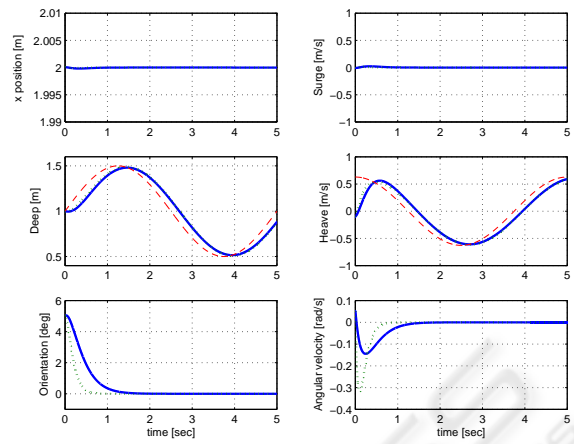 2.01
2.005
2
1.995
1.99
x position [m]
0 1 2 3 4 5
1
0.5
0
−0.5
−1
Surge [m/s]
0 1 2 3 4 5
1.5
1
0.5
Deep [m]
0 1 2 3 4 5
1
0.5
0
−0.5
−1
Heave [m/s]
0 1 2 3 4 5
6
4
2
0
Orientation [deg]
0 1 2 3 4 5
time [sec]
0.1
0
−0.1
−0.2
−0.3
−0.4
Angular velocity [rad/s]
0 1 2 3 4 5
time [sec]